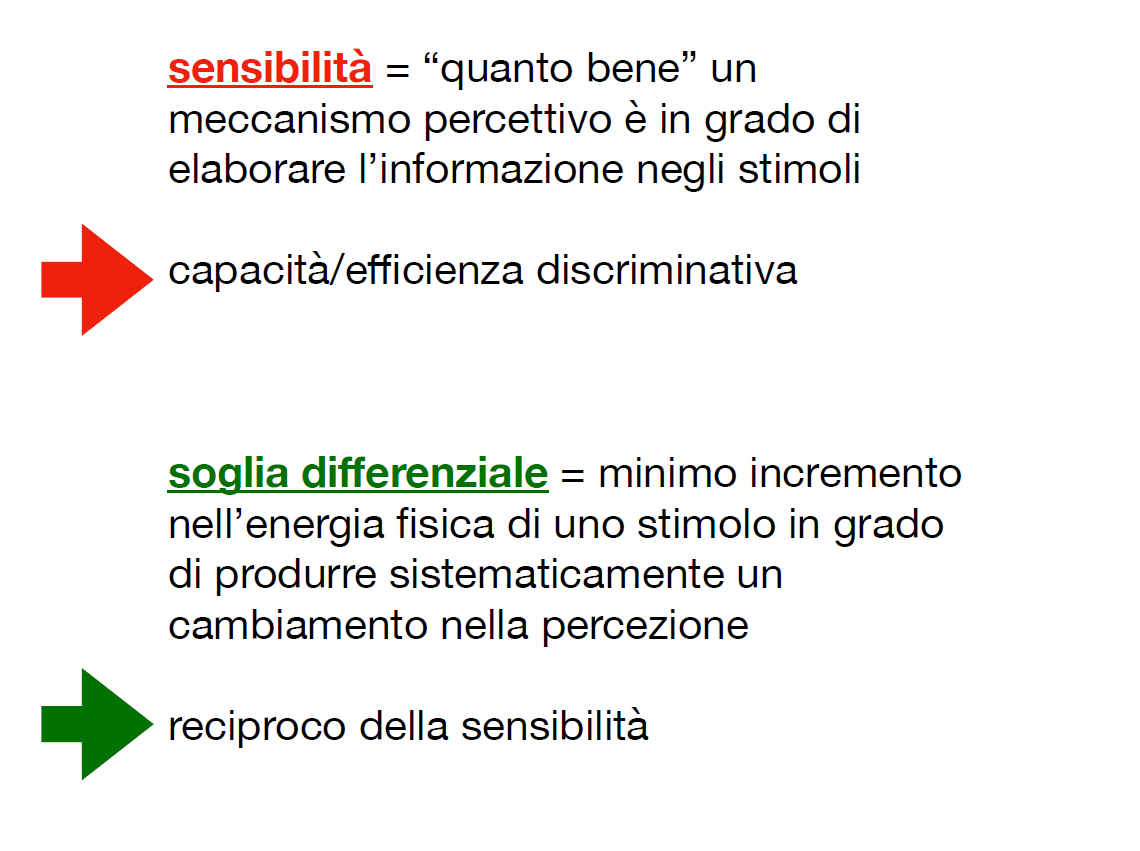 sensibilità = “quanto bene” un
meccanismo percettivo è in grado di
elaborare l’informazione negli stimoli
capacità/efficienza discriminativa
soglia differenziale = minimo incremento
nell’energia fisica di uno stimolo in grado
di produrre sistematicamente un
cambiamento nella percezione
reciproco della sensibilità